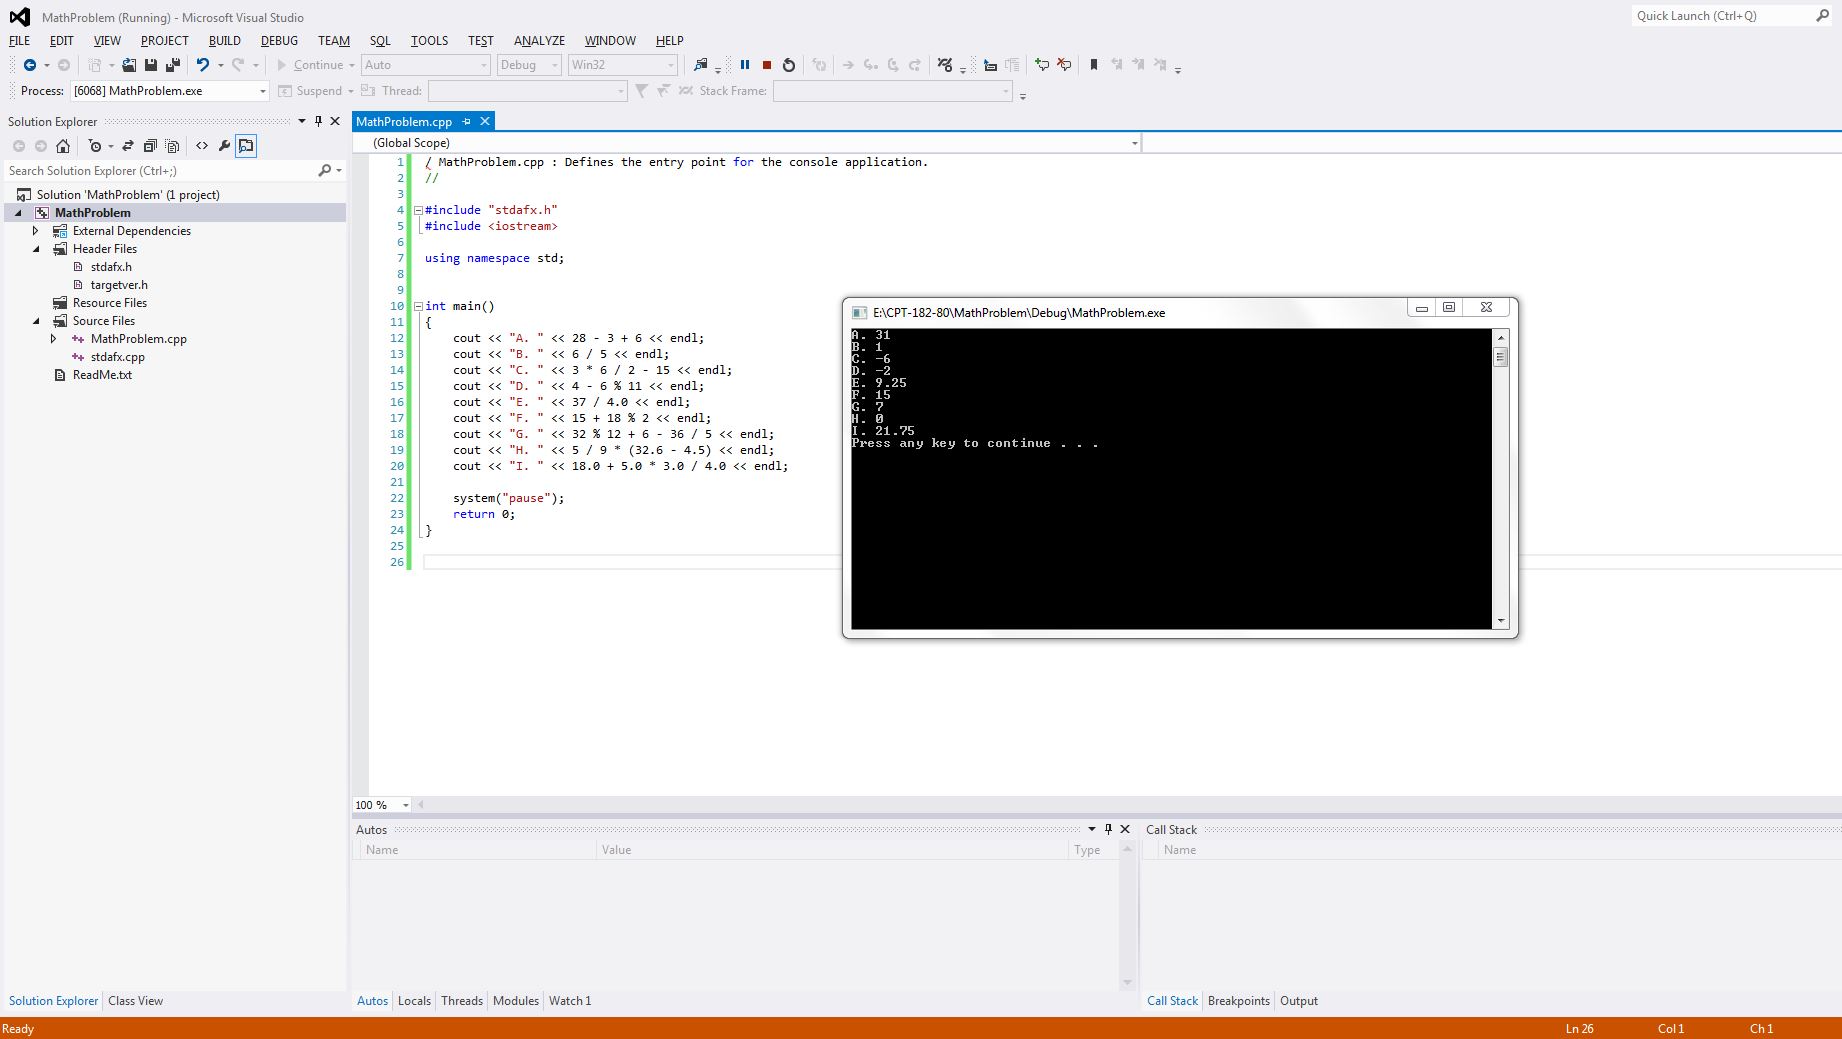 MathProblem (Running) - Microsoft Visual Studio
Quick Launch (Ctrl+Q)
FILE EDIT VIEW PROJECT BUILD DEBUG TEAM SQL TOOLS TEST ANALYZE WINDOW HELP
Continue Auto Debug Win32
Process: [6068] MathProblem.exe Suspend Thread: Stack Frame:
Solution Explorer
Search Solution Explorer (Ctrl+;)
Solution 'MathProblem' (1 project)
MathProblem
External Dependencies
Header Files
stdafx.h
targetver.h
Resource Files
Source Files
MathProblem.cpp
stdafx.cpp
ReadMe.txt
Solution Explorer Class View
MathProblem.cpp
(Global Scope)
1 / MathProblem.cpp : Defines the entry point for the console application.
2 //
3
4 #include "stdafx.h"
5 #include <iostream>
6
7 using namespace std;
8
9
10 int main()
11 {
12 cout << "A. " << 28 - 3 + 6 << endl;
13 cout << "B. " << 6 / 5 << endl;
14 cout << "C. " << 3 * 6 / 2 - 15 << endl;
15 cout << "D. " << 4 - 6 % 11 << endl;
16 cout << "E. " << 37 / 4.0 << endl;
17 cout << "F. " << 15 + 18 % 2 << endl;
18 cout << "G. " << 32 % 12 + 6 - 36 / 5 << endl;
19 cout << "H. " << 5 / 9 * (32.6 - 4.5) << endl;
20 cout << "I. " << 18.0 + 5.0 * 3.0 / 4.0 << endl;
21
22 system("pause");
23 return 0;
24 }
25
26
E:\CPT-182-80\MathProblem\Debug\MathProblem.exe
A. 31
B. 1
C. -6
D. -2
E. 9.25
F. 15
G. 7
H. 0
I. 21.75
Press any key to continue . . .
100 %
Autos
Name Value Type
Autos Locals Threads Modules Watch 1
Call Stack
Name
Call Stack Breakpoints Output
Ready Ln 26 Col 1 Ch 1